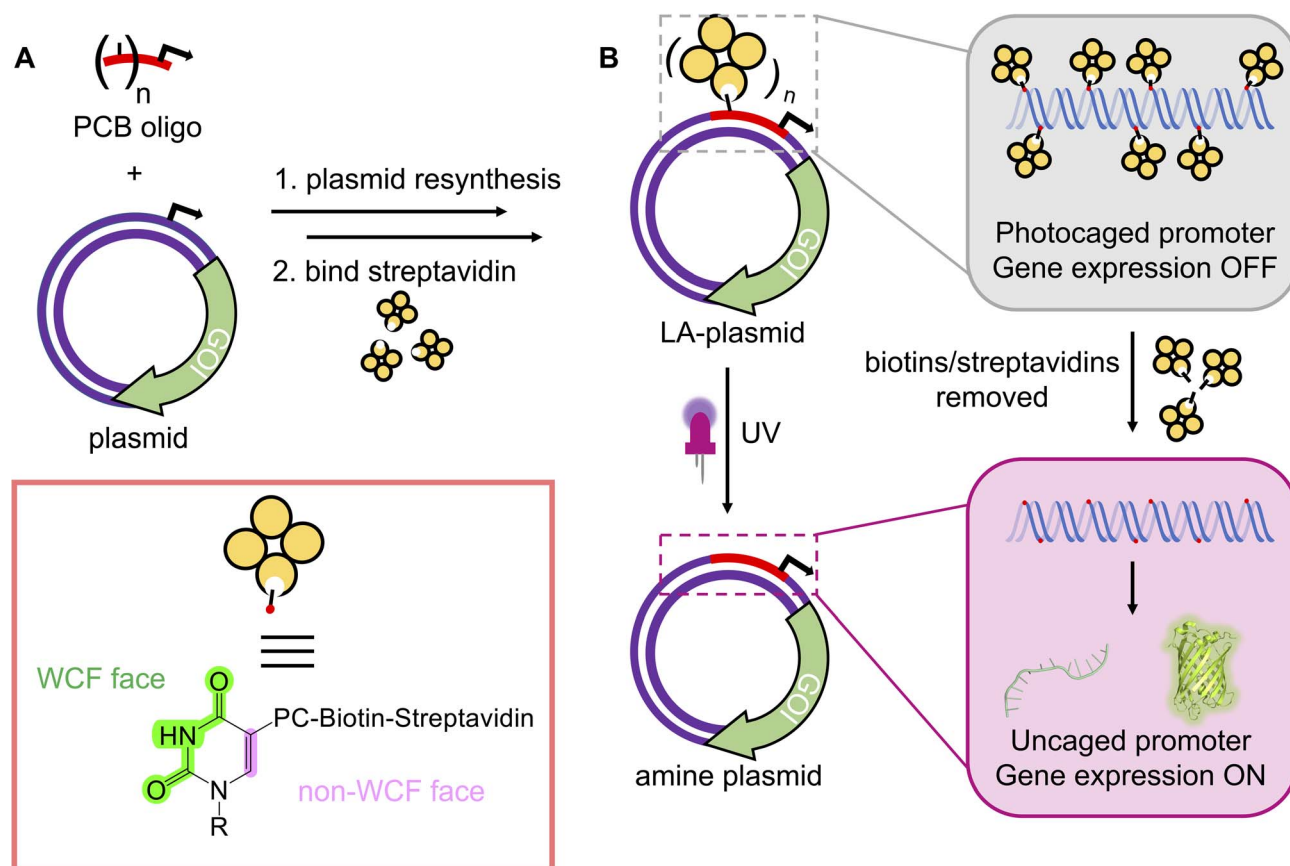 A
( )
n
PCB oligo
+
plasmid
GOI
1. plasmid resynthesis
2. bind streptavidin
WCF face
O
HN
O
N
R
PC-Biotin-Streptavidin
non-WCF face
B
( )
n
GOI
LA-plasmid
UV
GOI
amine plasmid
Photocaged promoter
Gene expression OFF
biotins/streptavidins
removed
Uncaged promoter
Gene expression ON